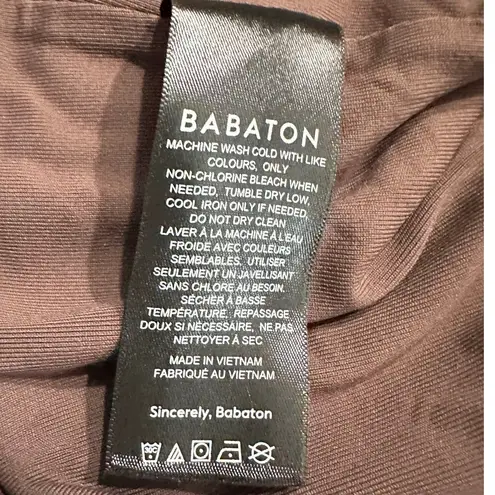 BABATON
MACHINE WASH COLD WITH LIKE
COLOURS, ONLY
NON-CHLORINE BLEACH WHEN
NEEDED, TUMBLE DRY LOW,
COOL IRON ONLY IF NEEDED,
DO NOT DRY CLEAN
LAVER À LA MACHINE À L'EAU
FROIDE AVEC COULEURS
SEMBLABLES, UTILISER
SEULEMENT UN JAVELLISANT
SANS CHLORE AU BESOIN.
SÉCHER À BASSE
TEMPÉRATURE, REPASSAGE
DOUX SI NÉCESSAIRE, NE PAS
NETTOYER À SEC
MADE IN VIETNAM
FABRIQUÉ AU VIETNAM
Sincerely, Babaton
30C